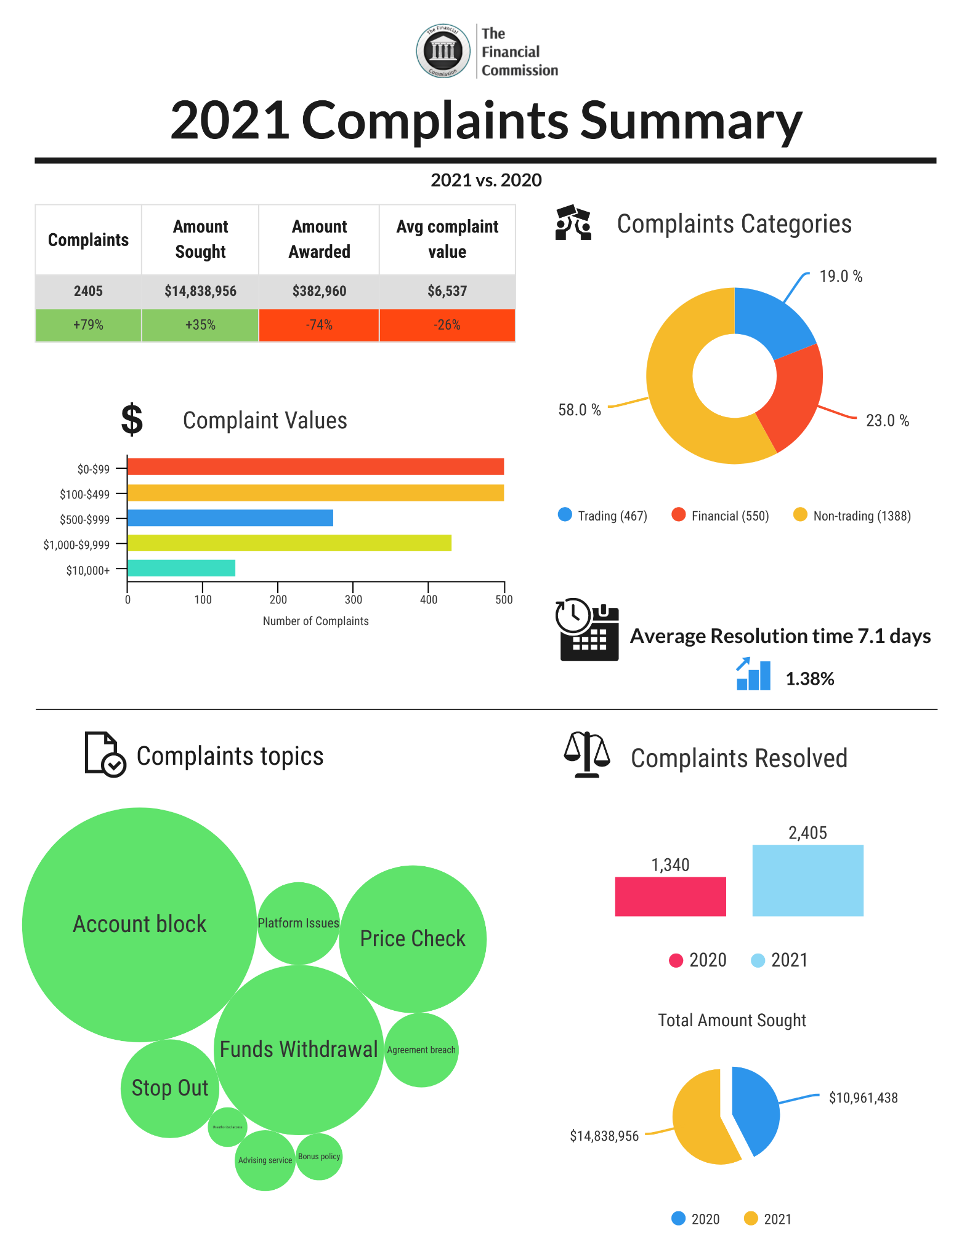 The
Financial
Commission
The Financial
Commission
2021 Complaints Summary
2021 vs. 2020
Complaints
Amount
Sought
Amount
Awarded
Avg complaint
value
2405
$14,838,956
$382,960
$6,537
+79%
+35%
-74%
-26%
Complaints Categories
19.0 %
58.0 %
23.0 %
Trading (467)
Financial (550)
Non-trading (1388)
$
Complaint Values
$0-$99
$100-$499
$500-$999
$1,000-$9,999
$10,000+
0
100
200
300
400
500
Number of Complaints
Average Resolution time 7.1 days
1.38%
Complaints topics
Account block
Platform Issues
Price Check
Funds Withdrawal
Agreement breach
Stop Out
Advising service
Bonus policy
Complaints Resolved
1,340
2,405
2020
2021
Total Amount Sought
$10,961,438
$14,838,956
2020
2021